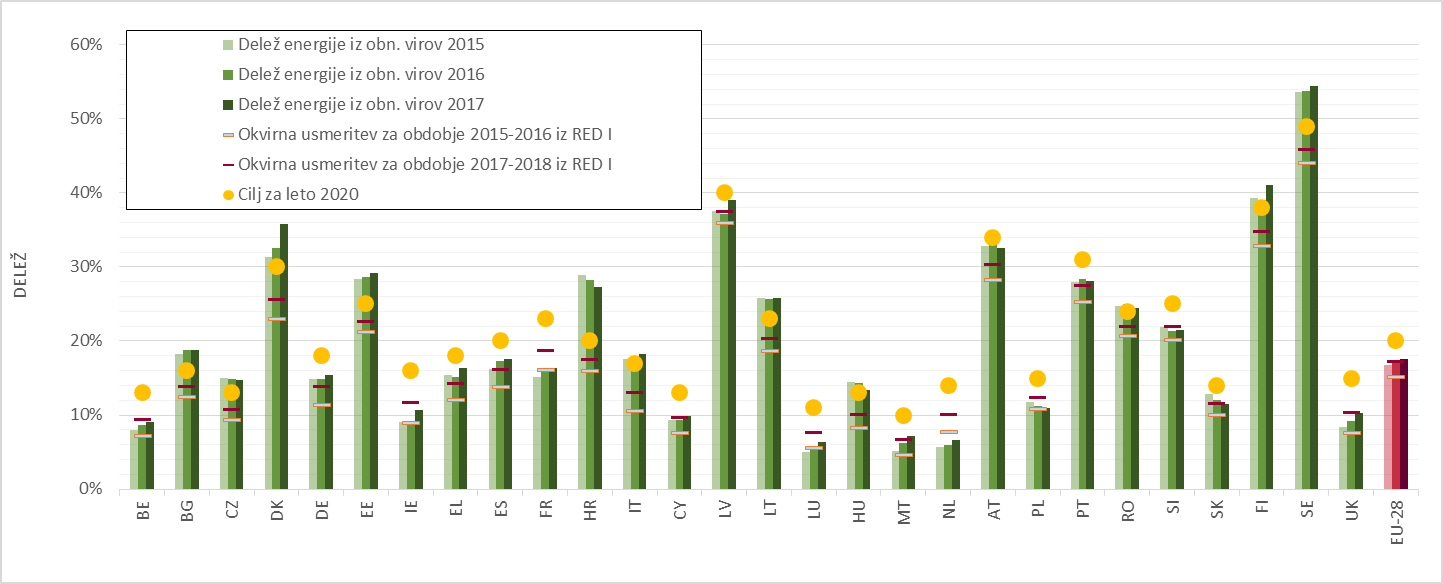 60%
50%
40%
30%
20%
10%
0%
DELEŽ
Delež energije iz obn. virov 2015
Delež energije iz obn. virov 2016
Delež energije iz obn. virov 2017
Okvirna usmeritev za obdobje 2015-2016 iz RED I
Okvirna usmeritev za obdobje 2017-2018 iz RED I
Cilj za leto 2020
BE
BG
CZ
DK
DE
EE
IE
EL
ES
FR
HR
IT
CY
LV
LT
LU
HU
MT
NL
AT
PL
PT
RO
SI
SK
FI
SE
UK
EU-28